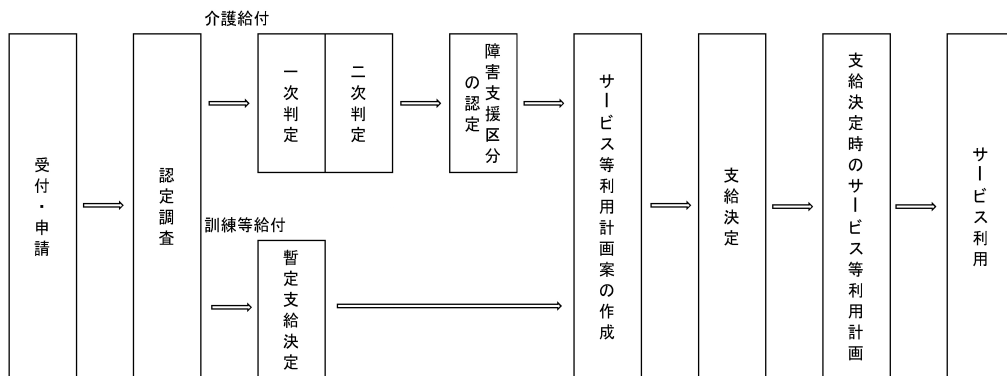 受付・申請
認定調査
介護給付
一次判定
二次判定
障害支援区分
の認定
訓練等給付
暫定支給決定
サービス等利用計画案の作成
支給決定
支給決定時のサービス等利用計画
サービス利用